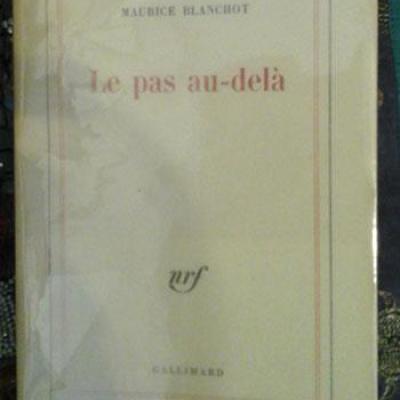 MAURICE BLANCHOT
Le pas au-delà
nrf
GALLIMARD